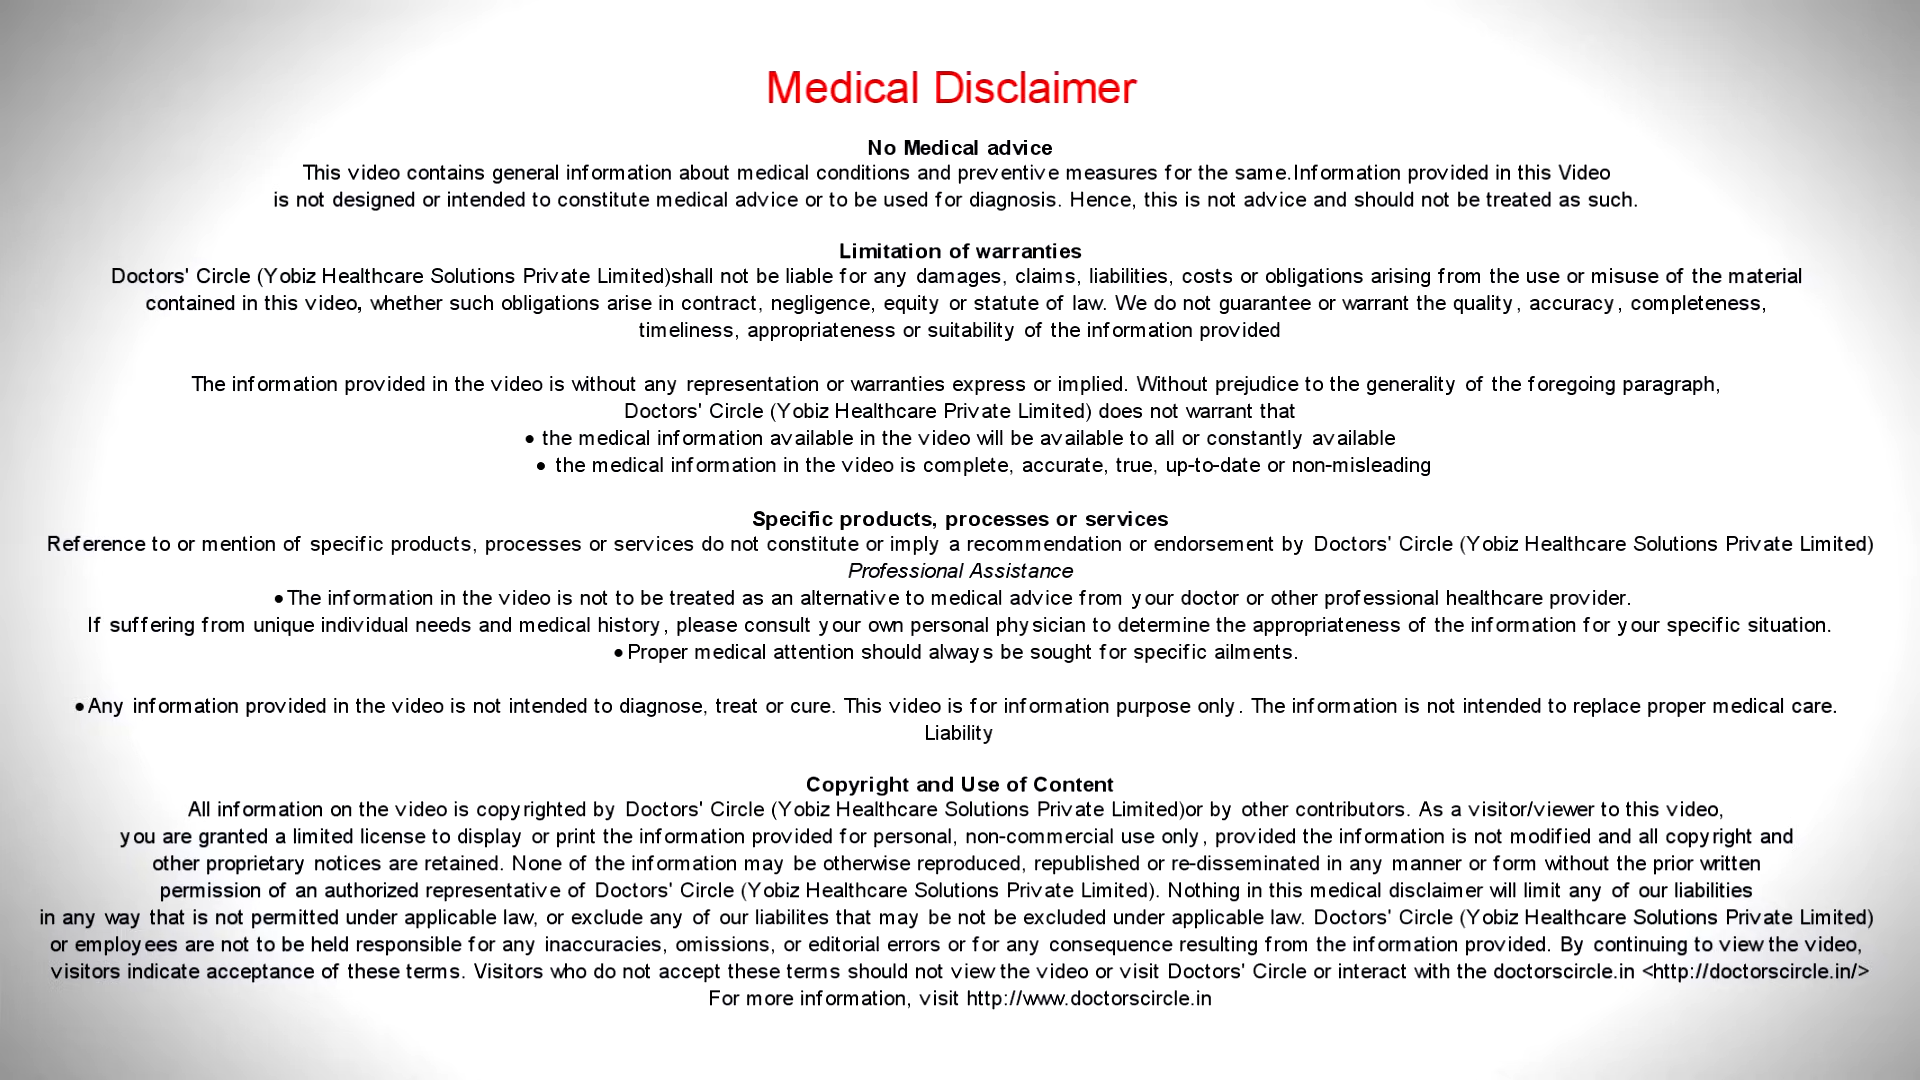 Medical Disclaimer
No Medical advice
This video contains general information about medical conditions and preventive measures for the same.Information provided in this Video
is not designed or intended to constitute medical advice or to be used for diagnosis. Hence, this is not advice and should not be treated as such.
Limitation of warranties
Doctors' Circle (Yobiz Healthcare Solutions Private Limited)shall not be liable for any damages, claims, liabilities, costs or obligations arising from the use or misuse of the material
contained in this video, whether such obligations arise in contract, negligence, equity or statute of law. We do not guarantee or warrant the quality, accuracy, completeness,
timeliness, appropriateness or suitability of the information provided
The information provided in the video is without any representation or warranties express or implied. Without prejudice to the generality of the foregoing paragraph,
Doctors' Circle (Yobiz Healthcare Private Limited) does not warrant that
• the medical information available in the video will be available to all or constantly available
• the medical information in the video is complete, accurate, true, up-to-date or non-misleading
Specific products, processes or services
Reference to or mention of specific products, processes or services do not constitute or imply a recommendation or endorsement by Doctors' Circle (Yobiz Healthcare Solutions Private Limited)
Professional Assistance
•The information in the video is not to be treated as an alternative to medical advice from your doctor or other professional healthcare provider.
If suffering from unique individual needs and medical history, please consult your own personal physician to determine the appropriateness of the information for your specific situation.
•Proper medical attention should always be sought for specific ailments.
•Any information provided in the video is not intended to diagnose, treat or cure. This video is for information purpose only. The information is not intended to replace proper medical care.
Liability
Copyright and Use of Content
All information on the video is copyrighted by Doctors' Circle (Yobiz Healthcare Solutions Private Limited)or by other contributors. As a visitor/viewer to this video,
you are granted a limited license to display or print the information provided for personal, non-commercial use only, provided the information is not modified and all copyright and
other proprietary notices are retained. None of the information may be otherwise reproduced, republished or re-disseminated in any manner or form without the prior written
permission of an authorized representative of Doctors' Circle (Yobiz Healthcare Solutions Private Limited). Nothing in this medical disclaimer will limit any of our liabilities
in any way that is not permitted under applicable law, or exclude any of our liabilites that may be not be excluded under applicable law. Doctors' Circle (Yobiz Healthcare Solutions Private Limited)
or employees are not to be held responsible for any inaccuracies, omissions, or editorial errors or for any consequence resulting from the information provided. By continuing to view the video,
visitors indicate acceptance of these terms. Visitors who do not accept these terms should not view the video or visit Doctors' Circle or interact with the doctorscircle.in <http://doctorscircle.in/>
For more information, visit http://www.doctorscircle.in